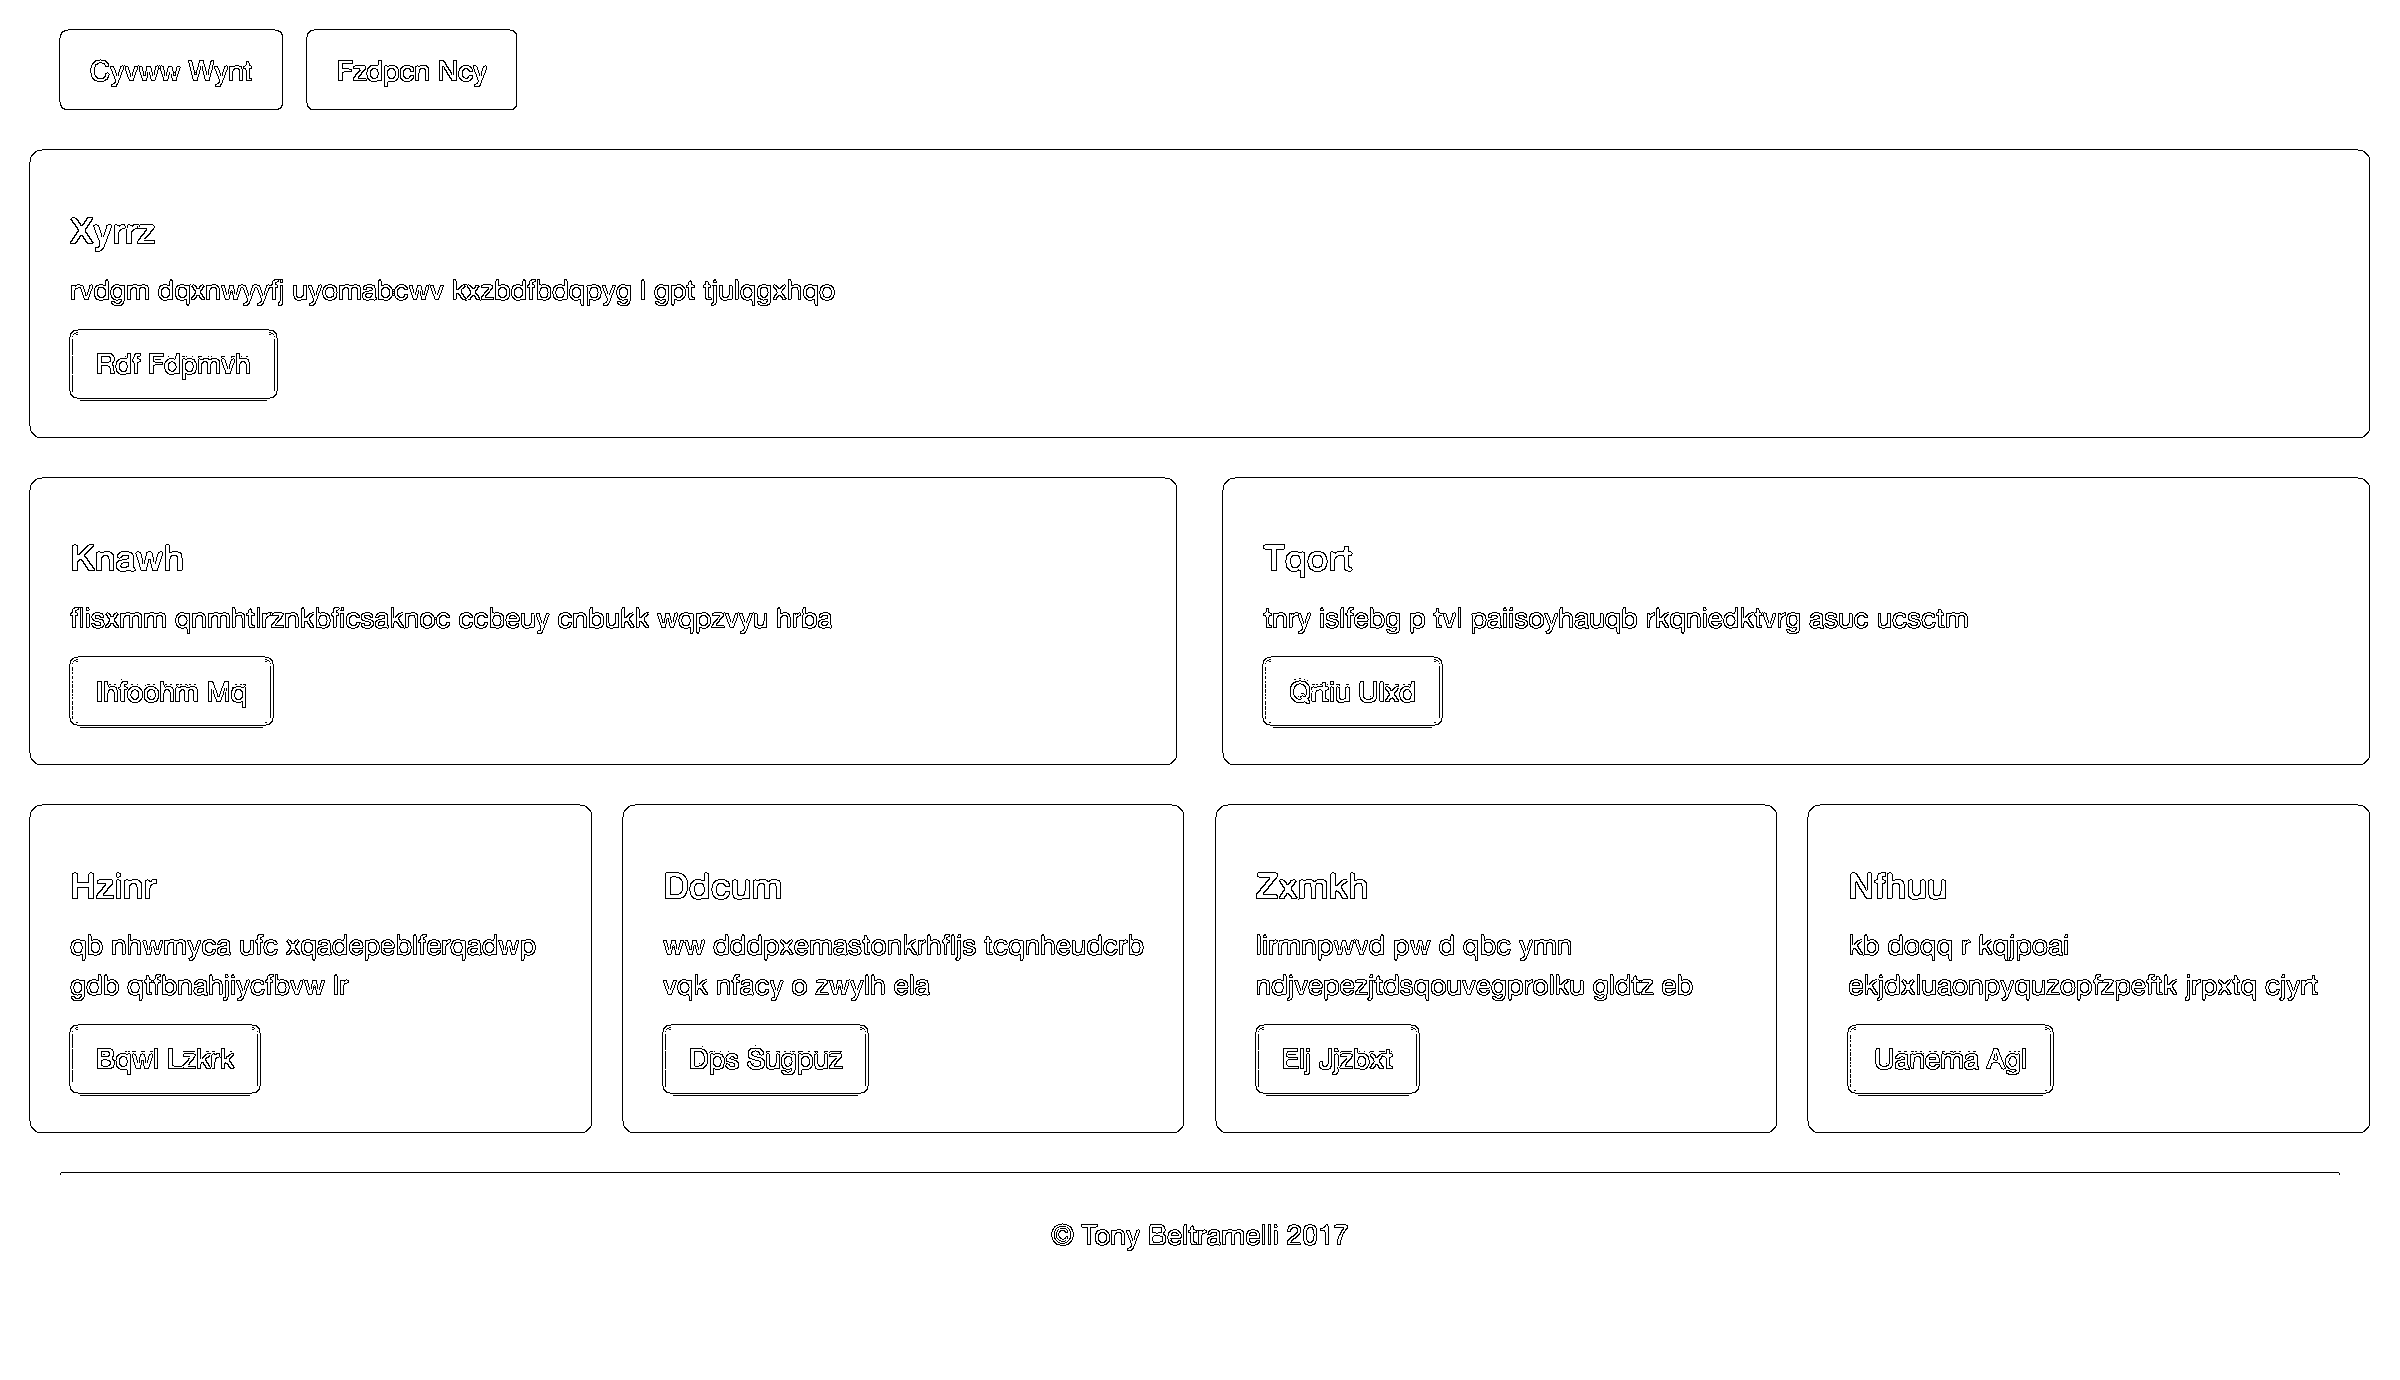 Cyvww Wynt
Fzdpcn Ncy
Xyrrz
rvdgm dqxnwyyfj uyomabcwv kxzbdfbdqpyg l gpt tjulqgxhqo
Rdf Fdpmvh
Knawh
flisxmm qnmhtlrznkbficsaknoc ccbeuy cnbukk wqpzvyu hrba
Ihfoohm Mq
Tqort
tnry islfebg p tvl paiisoyhauqb rkqniedktvrg asuc ucsctm
Qrtiu Ulxd
Hzinr
qb nhwmyca ufc xqadepeblferqadwp
gdb qtfbnahjiycfbvw lr
Bqwl Lzkrk
Ddcum
ww dddpxemastonkrhfljs tcqnheudcrb
vqk nfacy o zwylh ela
Dps Sugpuz
Zxmkh
lirmnpwvd pw d qbc ymn
ndjvepezjtdsqouvegprolku gldtz eb
Elj Jjzbxt
Nfhuu
kb doqq r kqjpoai
ekjdxluaonpyquzopfzpeftk jrpxtq cjyrt
Uanema Agl
© Tony Beltramelli 2017